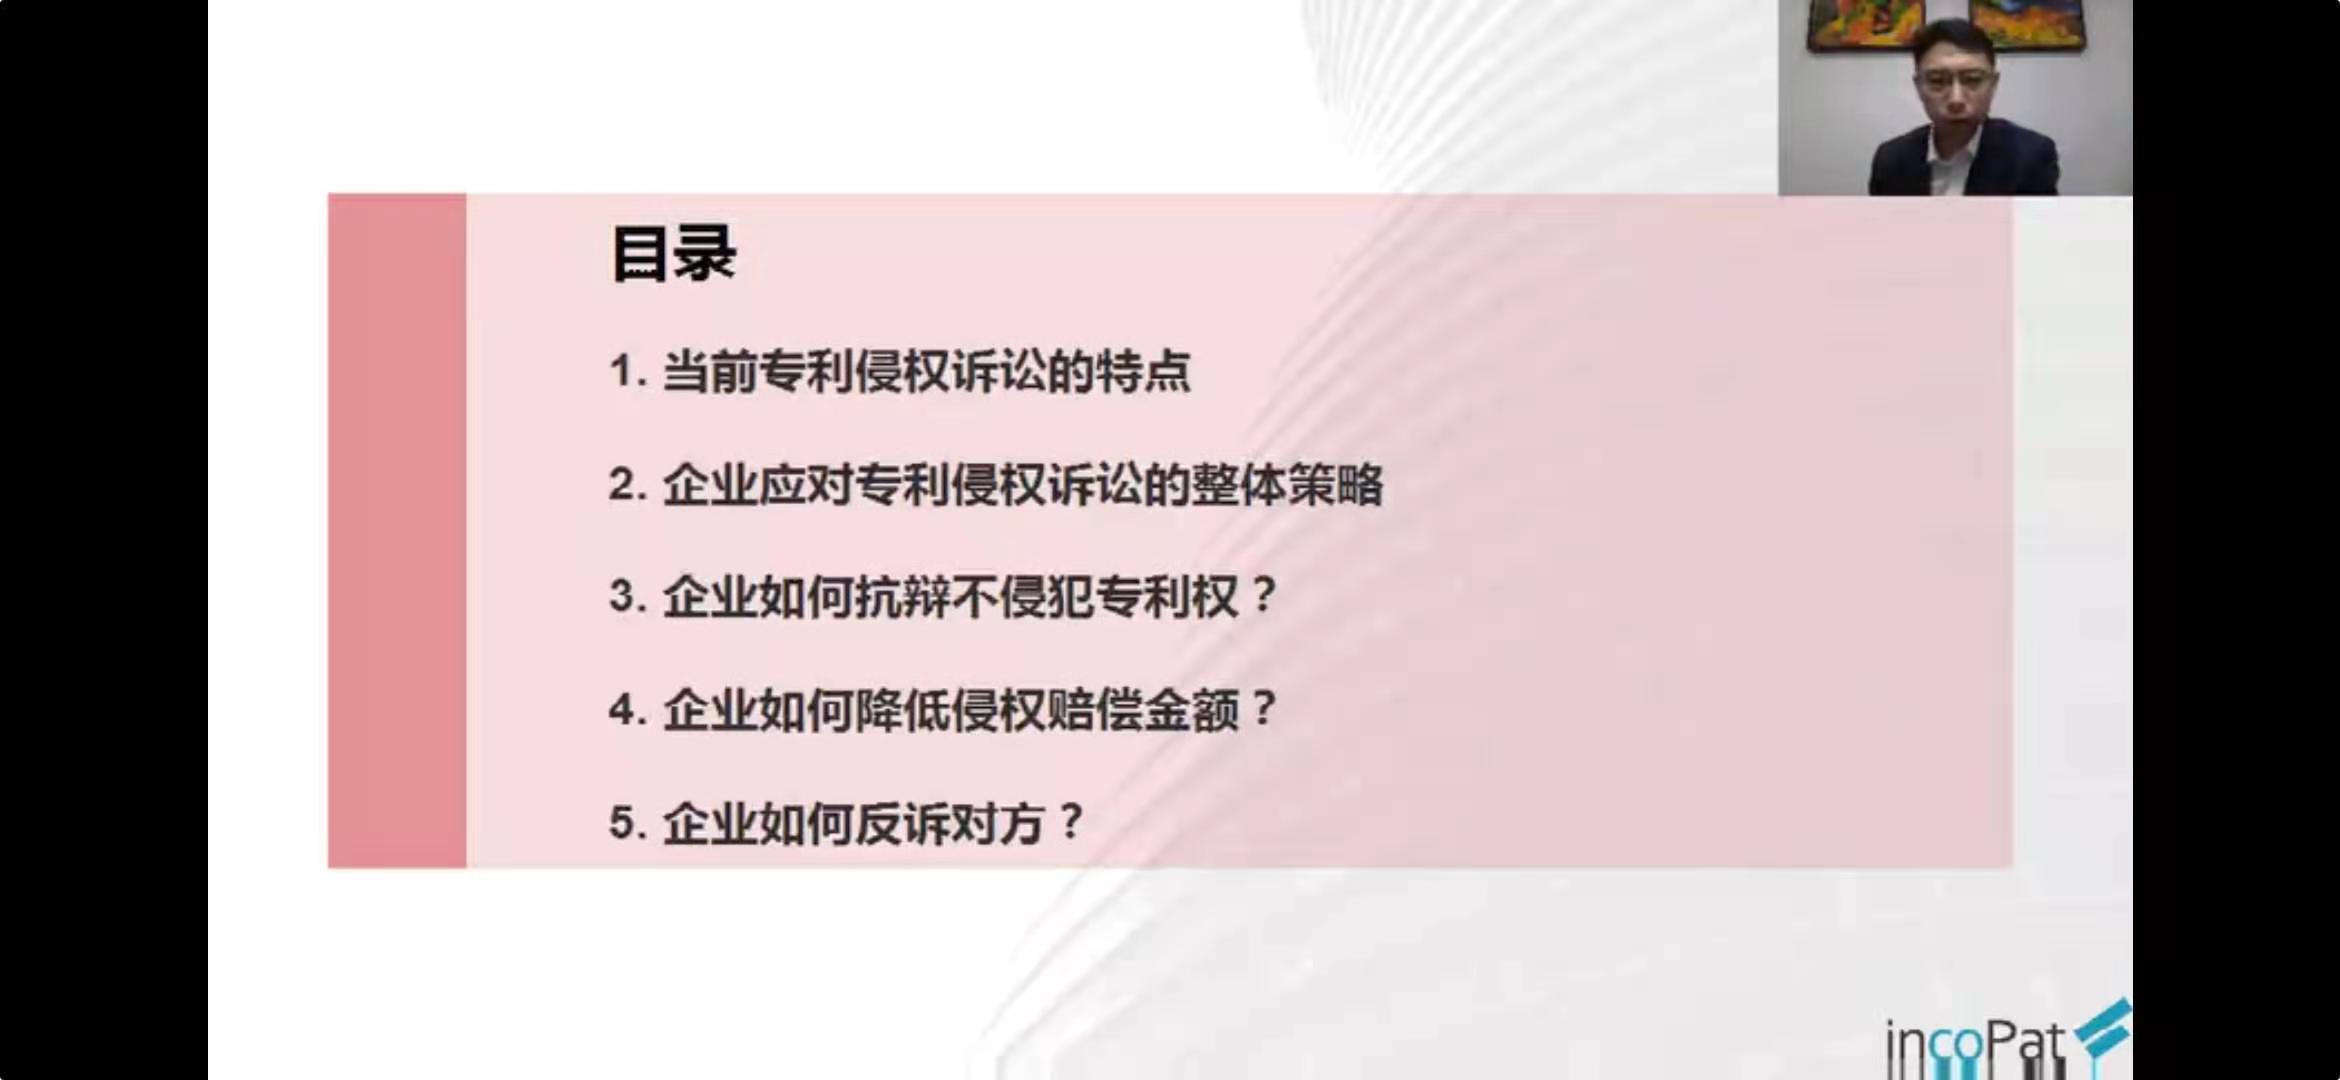 目录
1. 当前专利侵权诉讼的特点
2. 企业应对专利侵权诉讼的整体策略
3. 企业如何抗辩不侵犯专利权？
4. 企业如何降低侵权赔偿金额？
5. 企业如何反诉对方？
incoPat